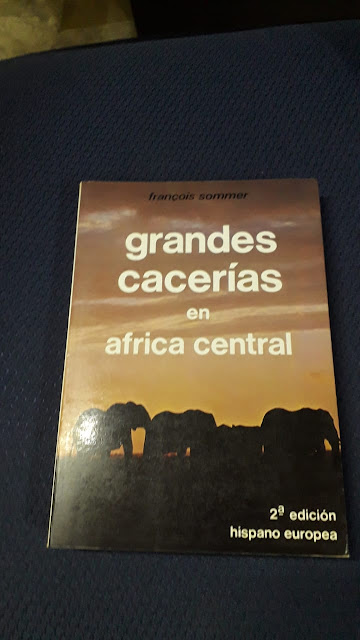 françois sommer
grandes
cacerías
en
africa central
2ª edición
hispano europea